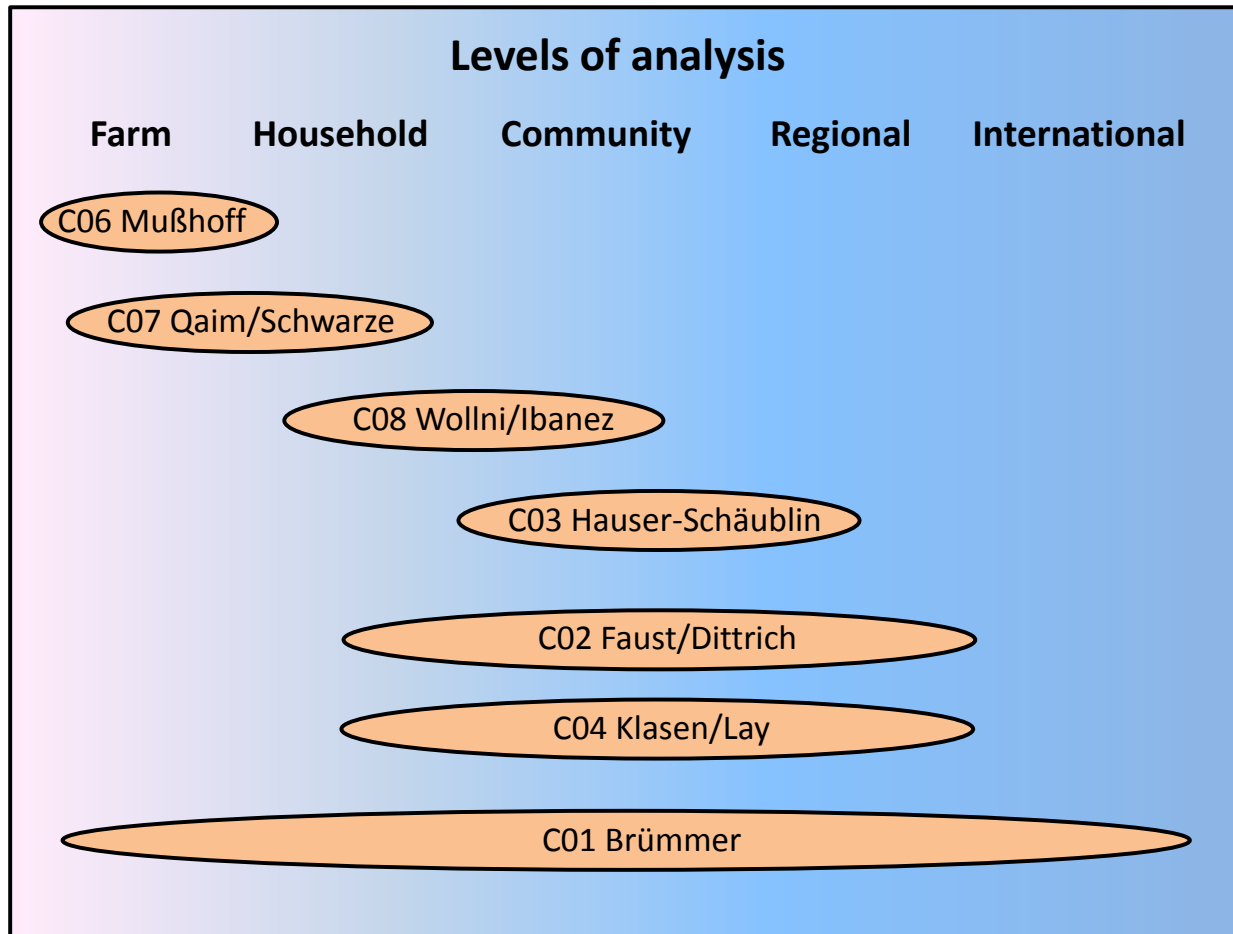 Levels of analysis
Farm Household Community Regional International
C06 Mußhoff
C07 Qaim/Schwarze
C08 Wollni/Ibanez
C03 Hauser-Schäublin
C02 Faust/Dittrich
C04 Klasen/Lay
C01 Brümmer